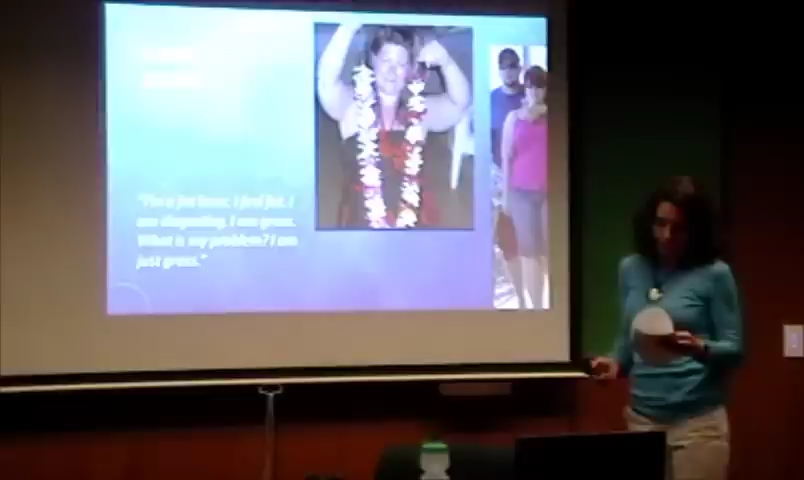 "I'm a fat loser. I feel fat. I
am disgusting. I am gross.
What is my problem? I am
just gross."